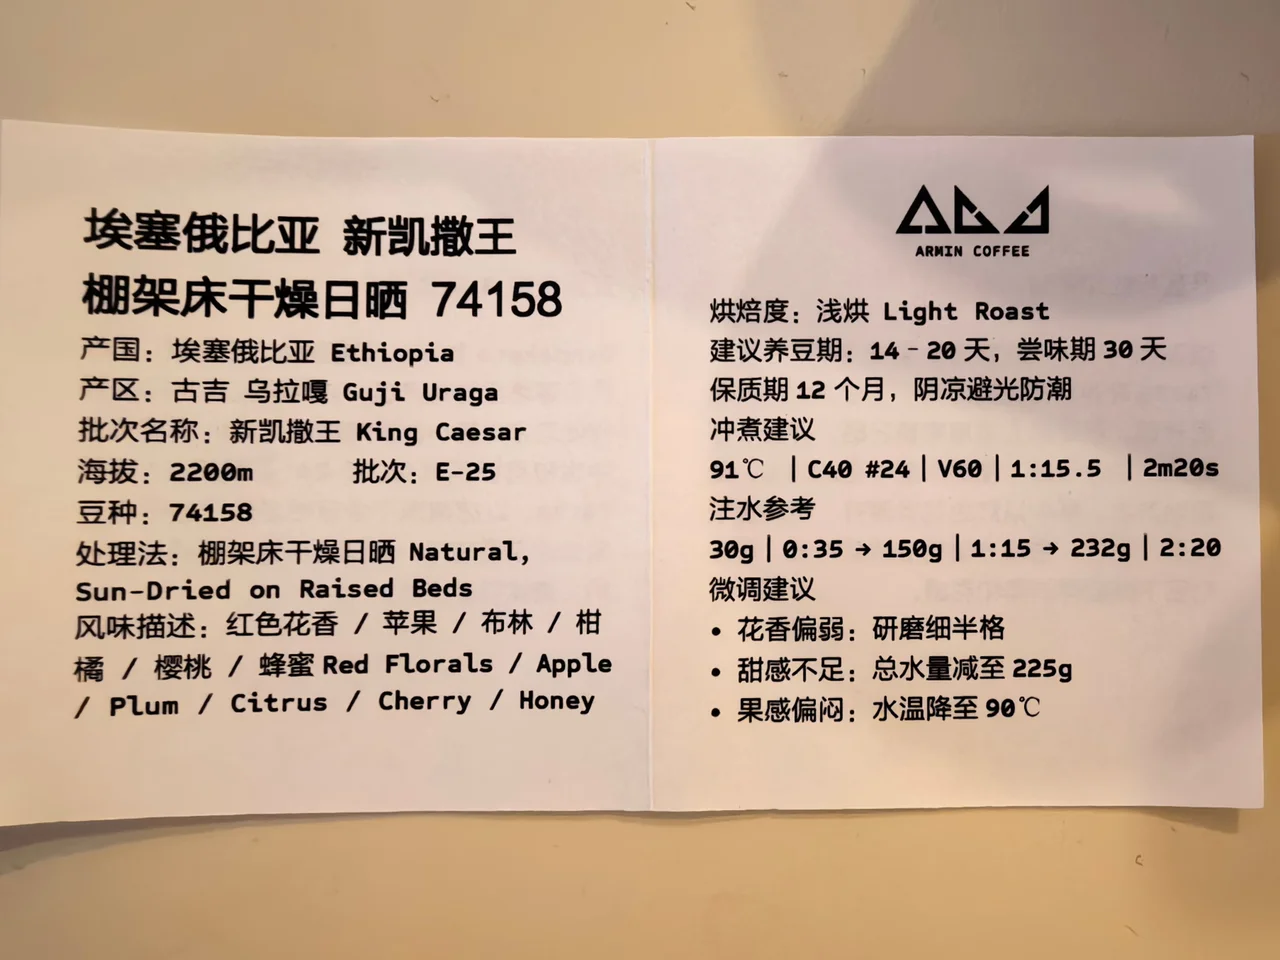 埃塞俄比亚 新凯撒王
棚架床干燥日晒 74158
产国：埃塞俄比亚 Ethiopia
产区：古吉 乌拉嘎 Guji Uraga
批次名称：新凯撒王 King Caesar
海拔：2200m 批次：E-25
豆种：74158
处理法：棚架床干燥日晒 Natural,
Sun-Dried on Raised Beds
风味描述：红色花香 / 苹果 / 布林 / 柑
橘 / 樱桃 / 蜂蜜 Red Florals / Apple
/ Plum / Citrus / Cherry / Honey
ARMIN COFFEE
烘焙度：浅烘 Light Roast
建议养豆期：14-20 天，尝味期 30 天
保质期 12 个月，阴凉避光防潮
冲煮建议
91℃ | C40 #24 | V60 | 1:15.5 | 2m20s
注水参考
30g | 0:35 → 150g | 1:15 → 232g | 2:20
微调建议
• 花香偏弱：研磨细半格
• 甜感不足：总水量减至 225g
• 果感偏闷：水温降至 90℃